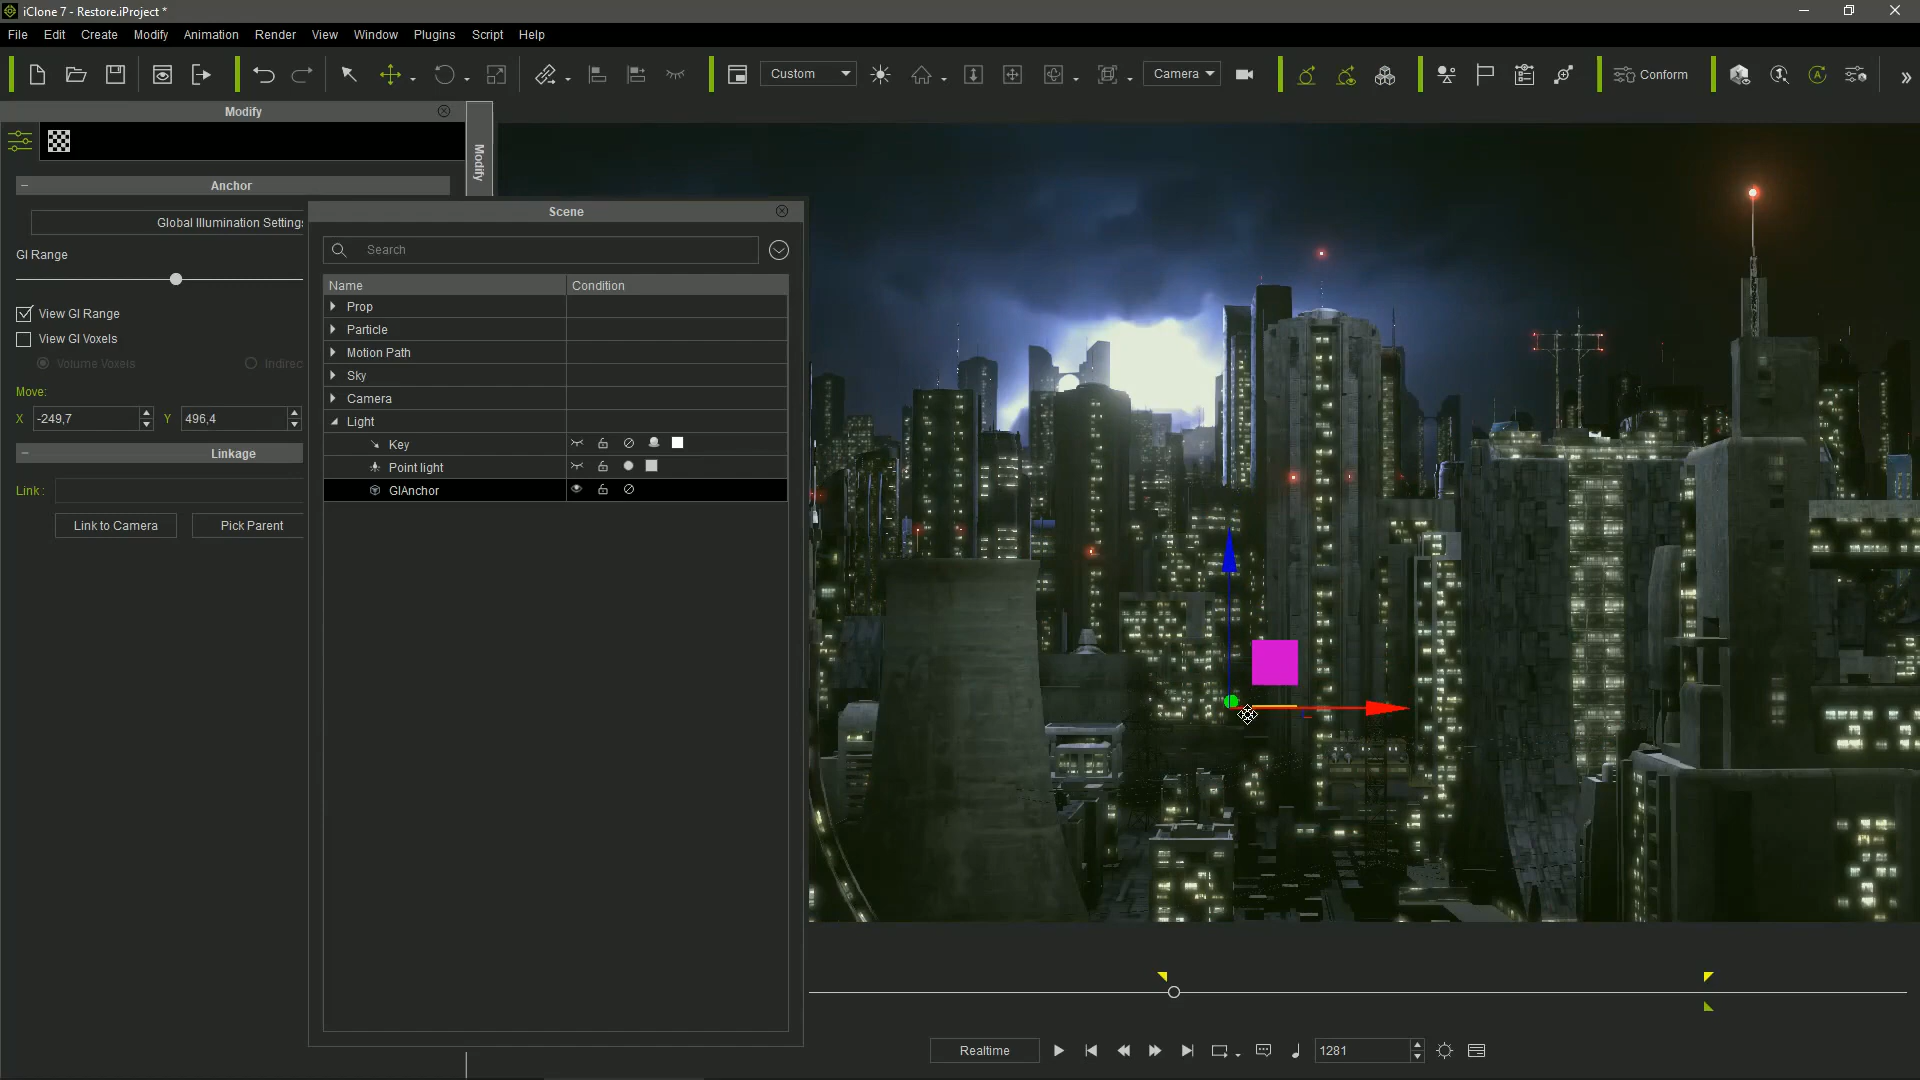 iClone 7 - Restore.iProject *
File Edit Create Modify Animation Render View Window Plugins Script Help
Custom Camera Conform
Modify
Modify
Anchor
Global Illumination Settings
GI Range
View GI Range
View GI Voxels
Volume Voxels Indirec
Move:
X -249,7 Y 496,4
Linkage
Link :
Link to Camera Pick Parent
Scene
Search
Name Condition
Prop
Particle
Motion Path
Sky
Camera
Light
Key
Point light
GIAnchor
Realtime 1281